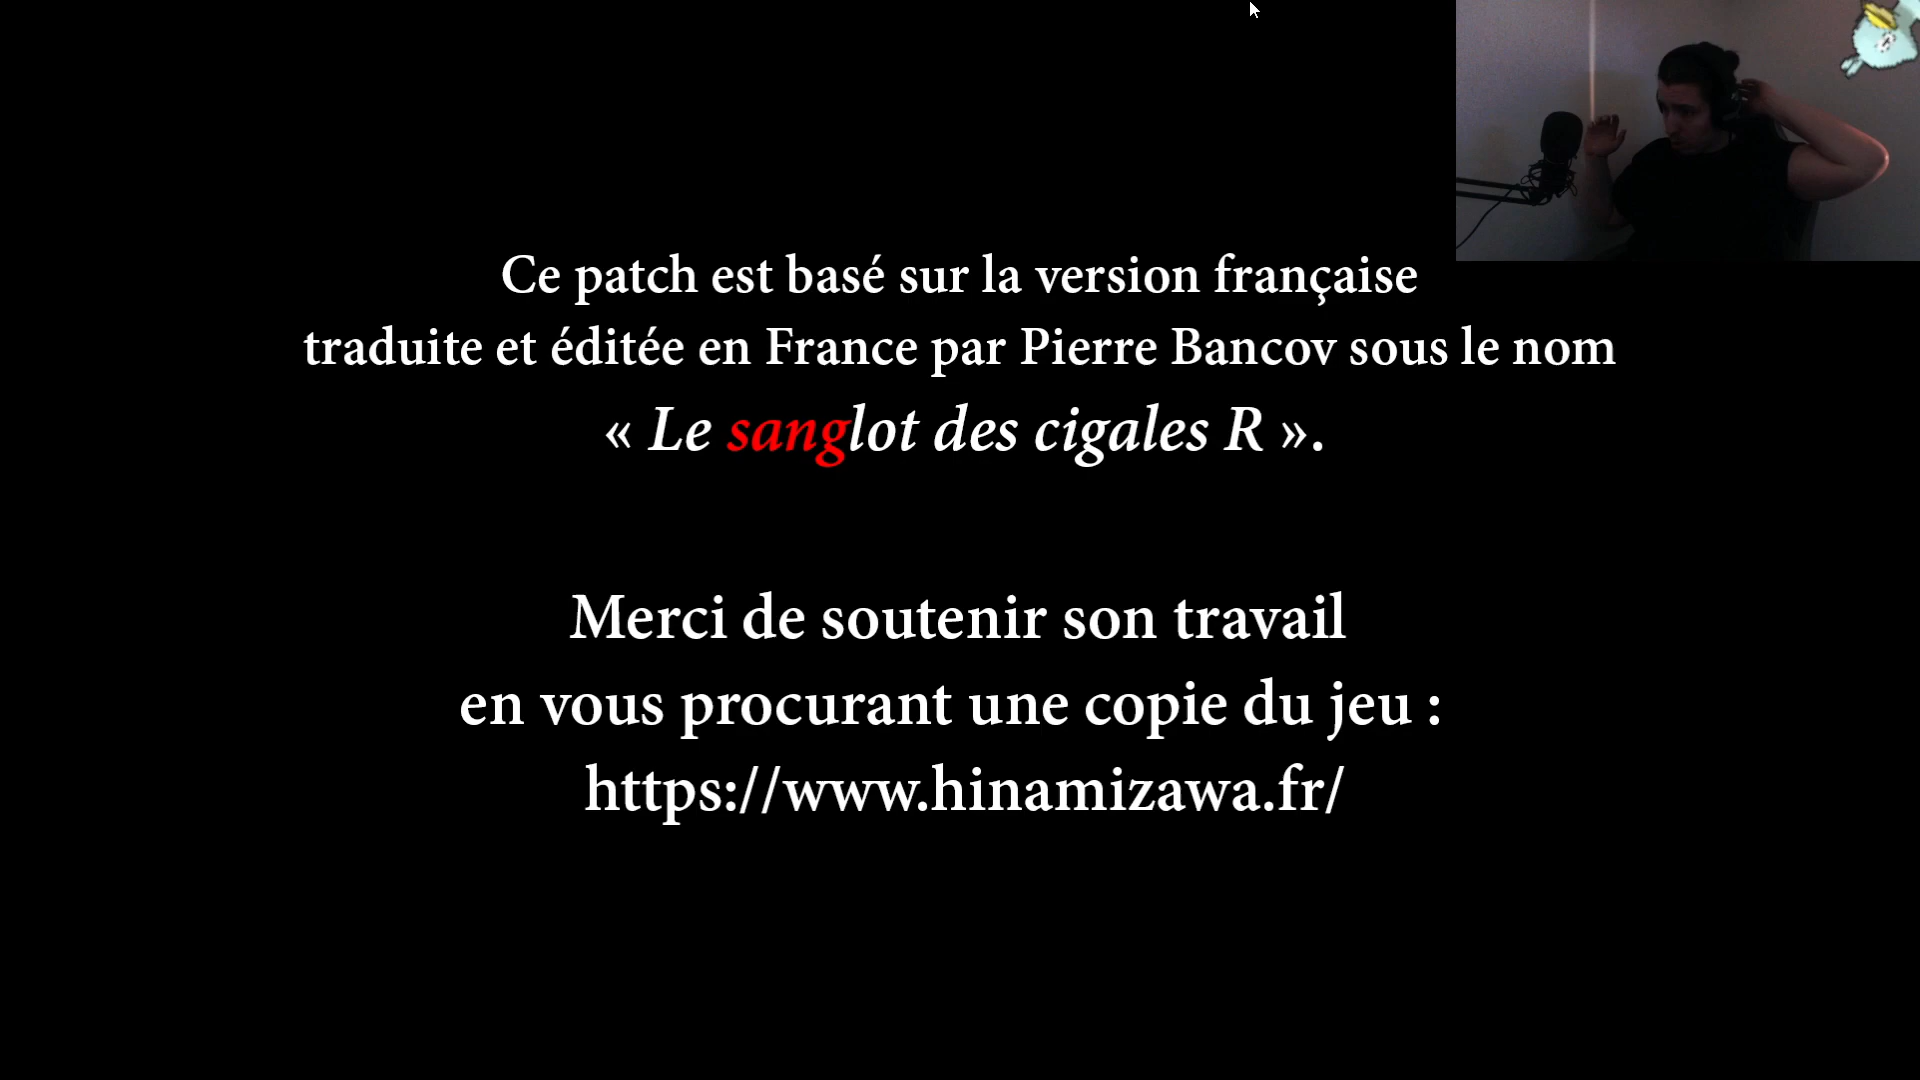 Ce patch est basé sur la version française
traduite et éditée en France par Pierre Bancov sous le nom
« Le sanglot des cigales R ».
Merci de soutenir son travail
en vous procurant une copie du jeu :
https://www.hinamizawa.fr/